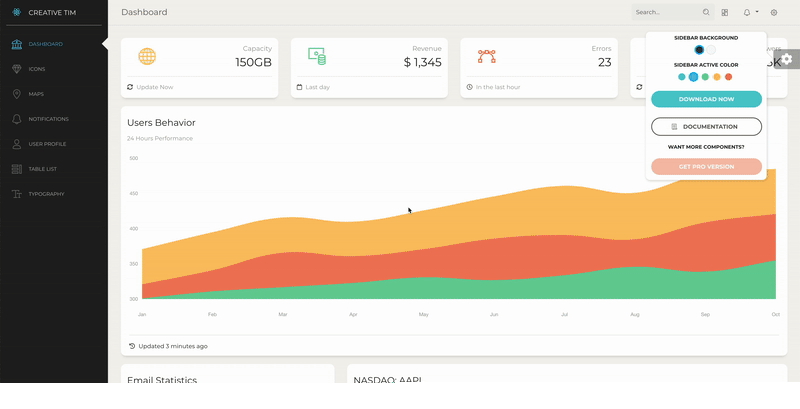 CREATIVE TIM
DASHBOARD
ICONS
MAPS
NOTIFICATIONS
USER PROFILE
TABLE LIST
TYPOGRAPHY
Dashboard
Search...
Capacity
150GB
Update Now
Revenue
$ 1,345
Last day
Errors
23
In the last hour
SIDEBAR BACKGROUND
SIDEBAR ACTIVE COLOR
DOWNLOAD NOW
DOCUMENTATION
WANT MORE COMPONENTS?
GET PRO VERSION
Users Behavior
24 Hours Performance
500
450
400
350
300
Jan Feb Mar Apr May Jun Jul Aug Sep Oct
Updated 3 minutes ago
Email Statistics
NASDAQ: AAPL